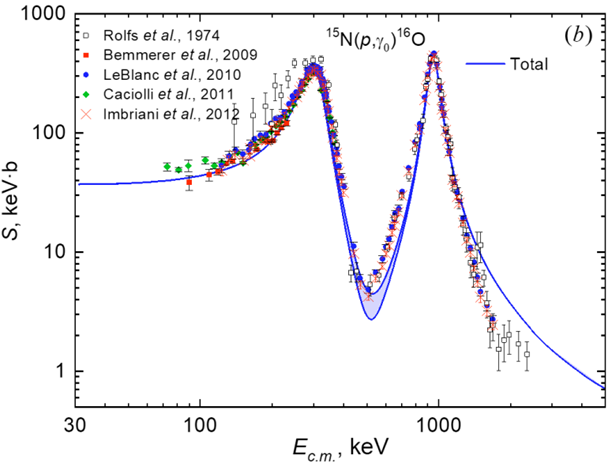 1000
100
10
1
S, keV·b
Rolfs et al., 1974
Bemmerer et al., 2009
LeBlanc et al., 2010
Caciolli et al., 2011
Imbriani et al., 2012
¹⁵N(p,γ₀)¹⁶O
(b)
Total
30
100
1000
E_c.m., keV